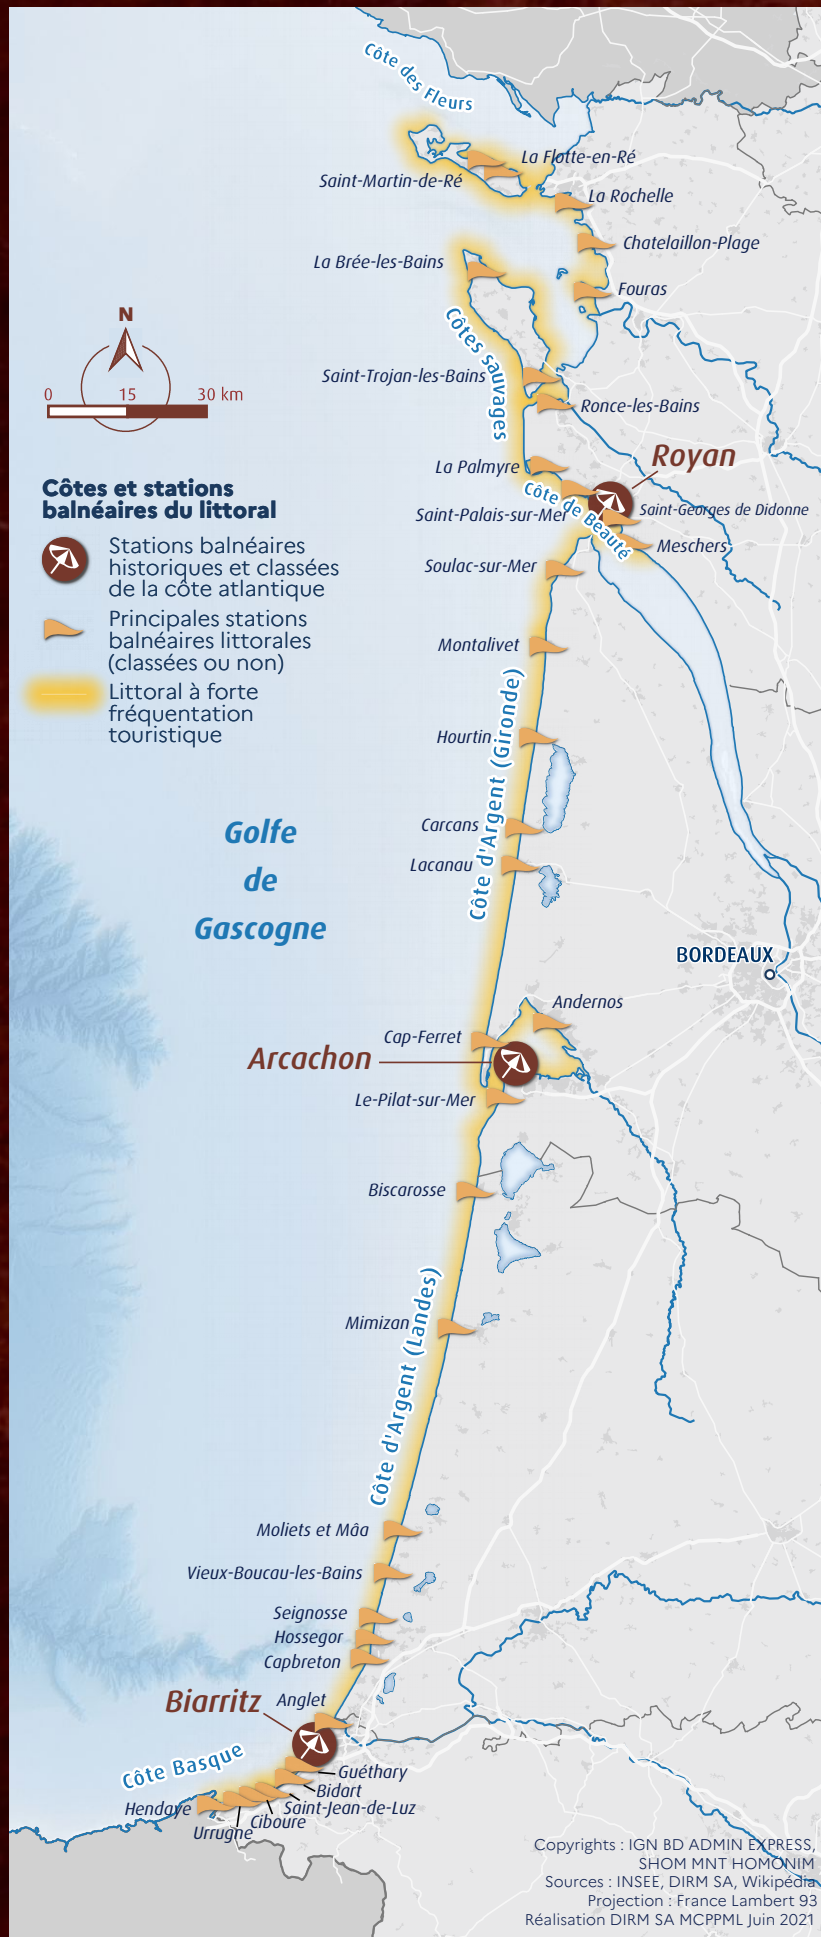 Côte des Fleurs
La Flotte-en-Ré
Saint-Martin-de-Ré
La Rochelle
Chatelaillon-Plage
La Brée-les-Bains
Fouras
N
0 15 30 km
Côtes sauvages
Saint-Trojan-les-Bains
Ronce-les-Bains
Royan
La Palmyre
Côtes et stations
balnéaires du littoral
Stations balnéaires
historiques et classées
de la côte atlantique
Principales stations
balnéaires littorales
(classées ou non)
Littoral à forte
fréquentation
touristique
Côte de Beauté
Saint-Georges de Didonne
Saint-Palais-sur-Mer
Meschers
Soulac-sur-Mer
Montalivet
Côte d'Argent (Gironde)
Hourtin
Carcans
Lacanau
Golfe
de
Gascogne
BORDEAUX
Andernos
Cap-Ferret
Arcachon
Le-Pilat-sur-Mer
Biscarosse
Côte d'Argent (Landes)
Mimizan
Moliets et Mâa
Vieux-Boucau-les-Bains
Seignosse
Hossegor
Capbreton
Anglet
Biarritz
Côte Basque
Guéthary
Bidart
Saint-Jean-de-Luz
Ciboure
Urrugne
Hendaye
Copyrights : IGN BD ADMIN EXPRESS,
SHOM MNT HOMONIM
Sources : INSEE, DIRM SA, Wikipédia
Projection : France Lambert 93
Réalisation DIRM SA MCPPML Juin 2021